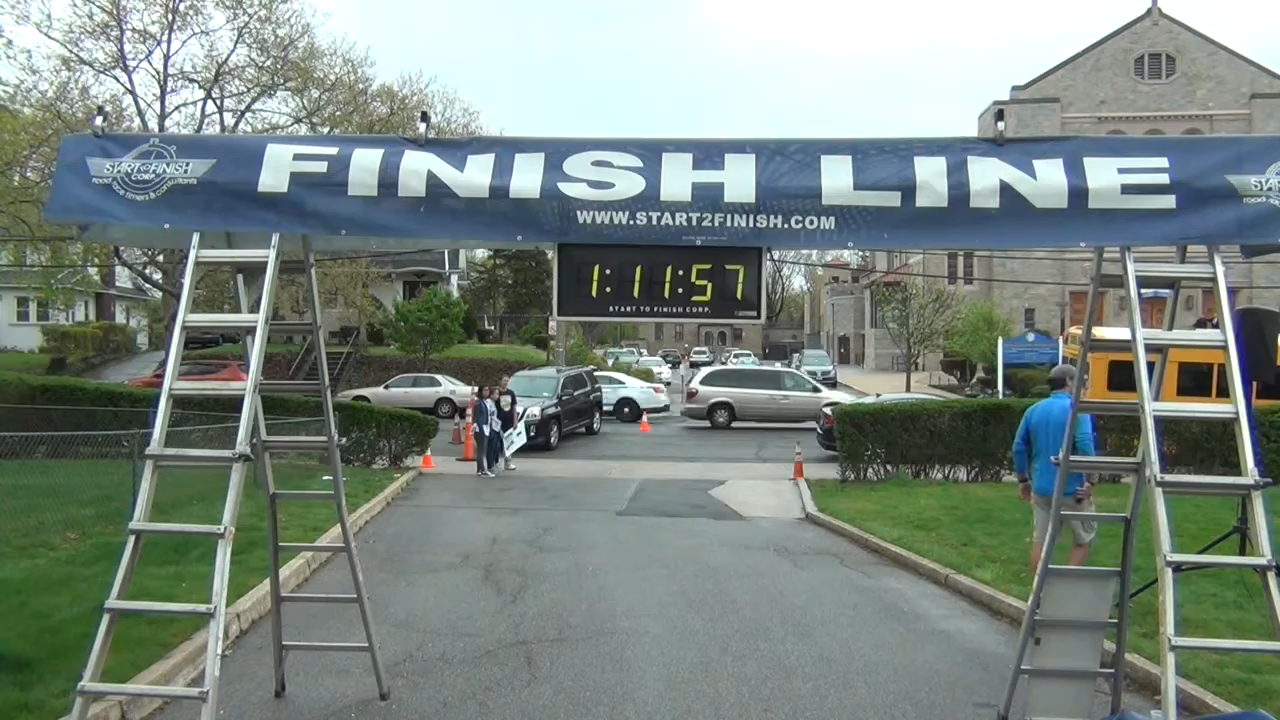 START TO FINISH
CORP.
road race timers & consultants
FINISH LINE
WWW.START2FINISH.COM
1:11:57
START TO FINISH CORP.